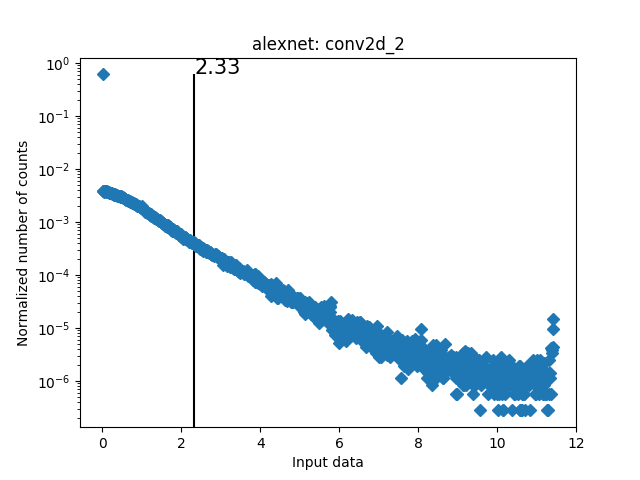 alexnet: conv2d_2
2.33
Normalized number of counts
10^0
10^-1
10^-2
10^-3
10^-4
10^-5
10^-6
0 2 4 6 8 10 12
Input data